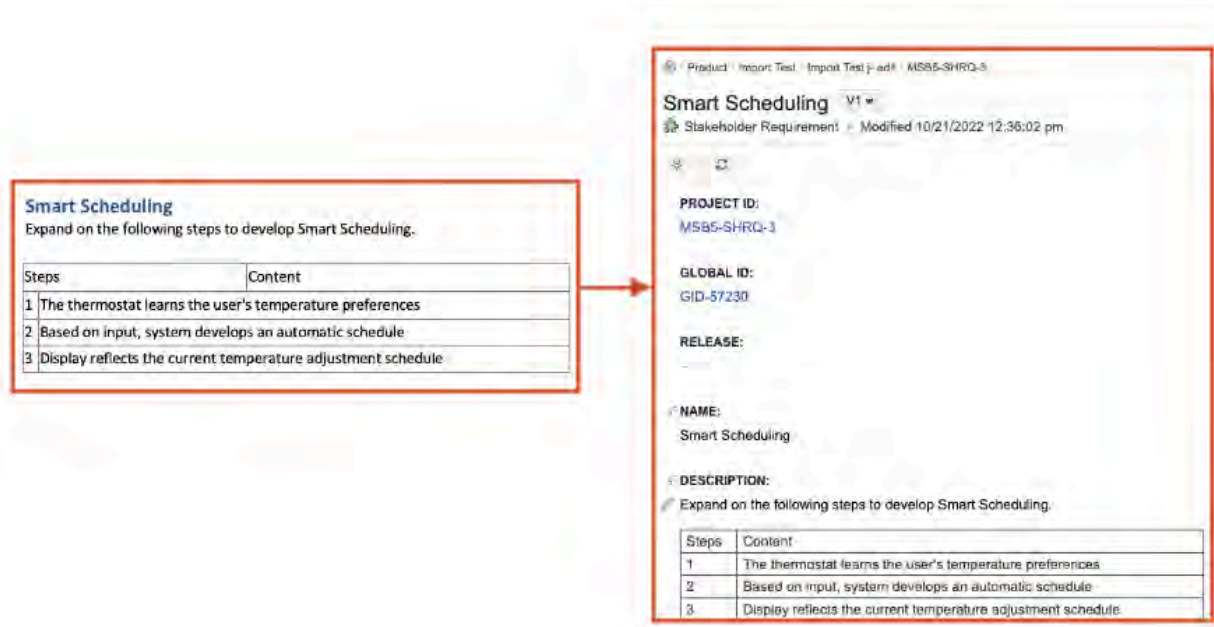 Smart Scheduling
Expand on the following steps to develop Smart Scheduling.
Steps Content
1 The thermostat learns the user's temperature preferences
2 Based on input, system develops an automatic schedule
3 Display reflects the current temperature adjustment schedule
Product Import Test Import Test MSB5-SHRQ-3
Smart Scheduling V1
Stakeholder Requirement Modified 10/21/2022 12:36:02 pm
PROJECT ID:
MSB5-SHRQ-3
GLOBAL ID:
GID-57230
RELEASE:
NAME:
Smart Scheduling
DESCRIPTION:
Expand on the following steps to develop Smart Scheduling.
Steps Content
1 The thermostat learns the user's temperature preferences
2 Based on input, system develops an automatic schedule
3 Display reflects the current temperature adjustment schedule